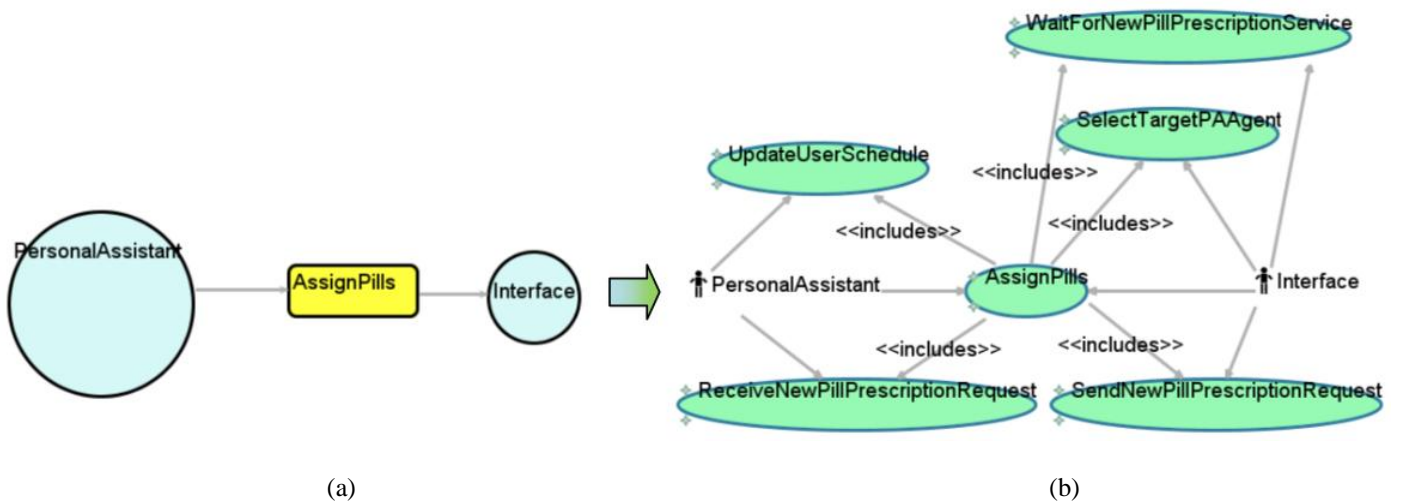 WaitForNewPillPrescriptionService
SelectTargetPAAgent
UpdateUserSchedule
<<includes>>
<<includes>>
<<includes>>
PersonalAssistant
AssignPills
Interface
PersonalAssistant
AssignPills
Interface
<<includes>>
<<includes>>
ReceiveNewPillPrescriptionRequest
SendNewPillPrescriptionRequest
(a)
(b)